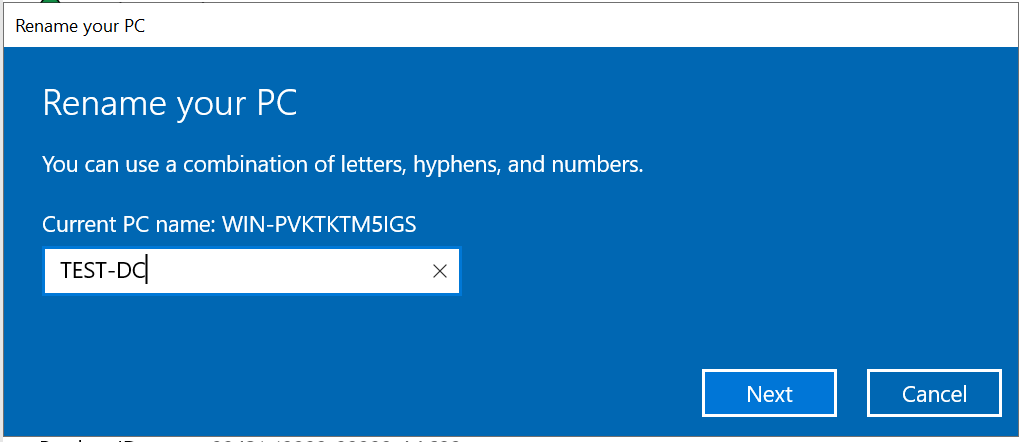 Rename your PC
Rename your PC
You can use a combination of letters, hyphens, and numbers.
Current PC name: WIN-PVKTKTM5IGS
TEST-DC
Next
Cancel